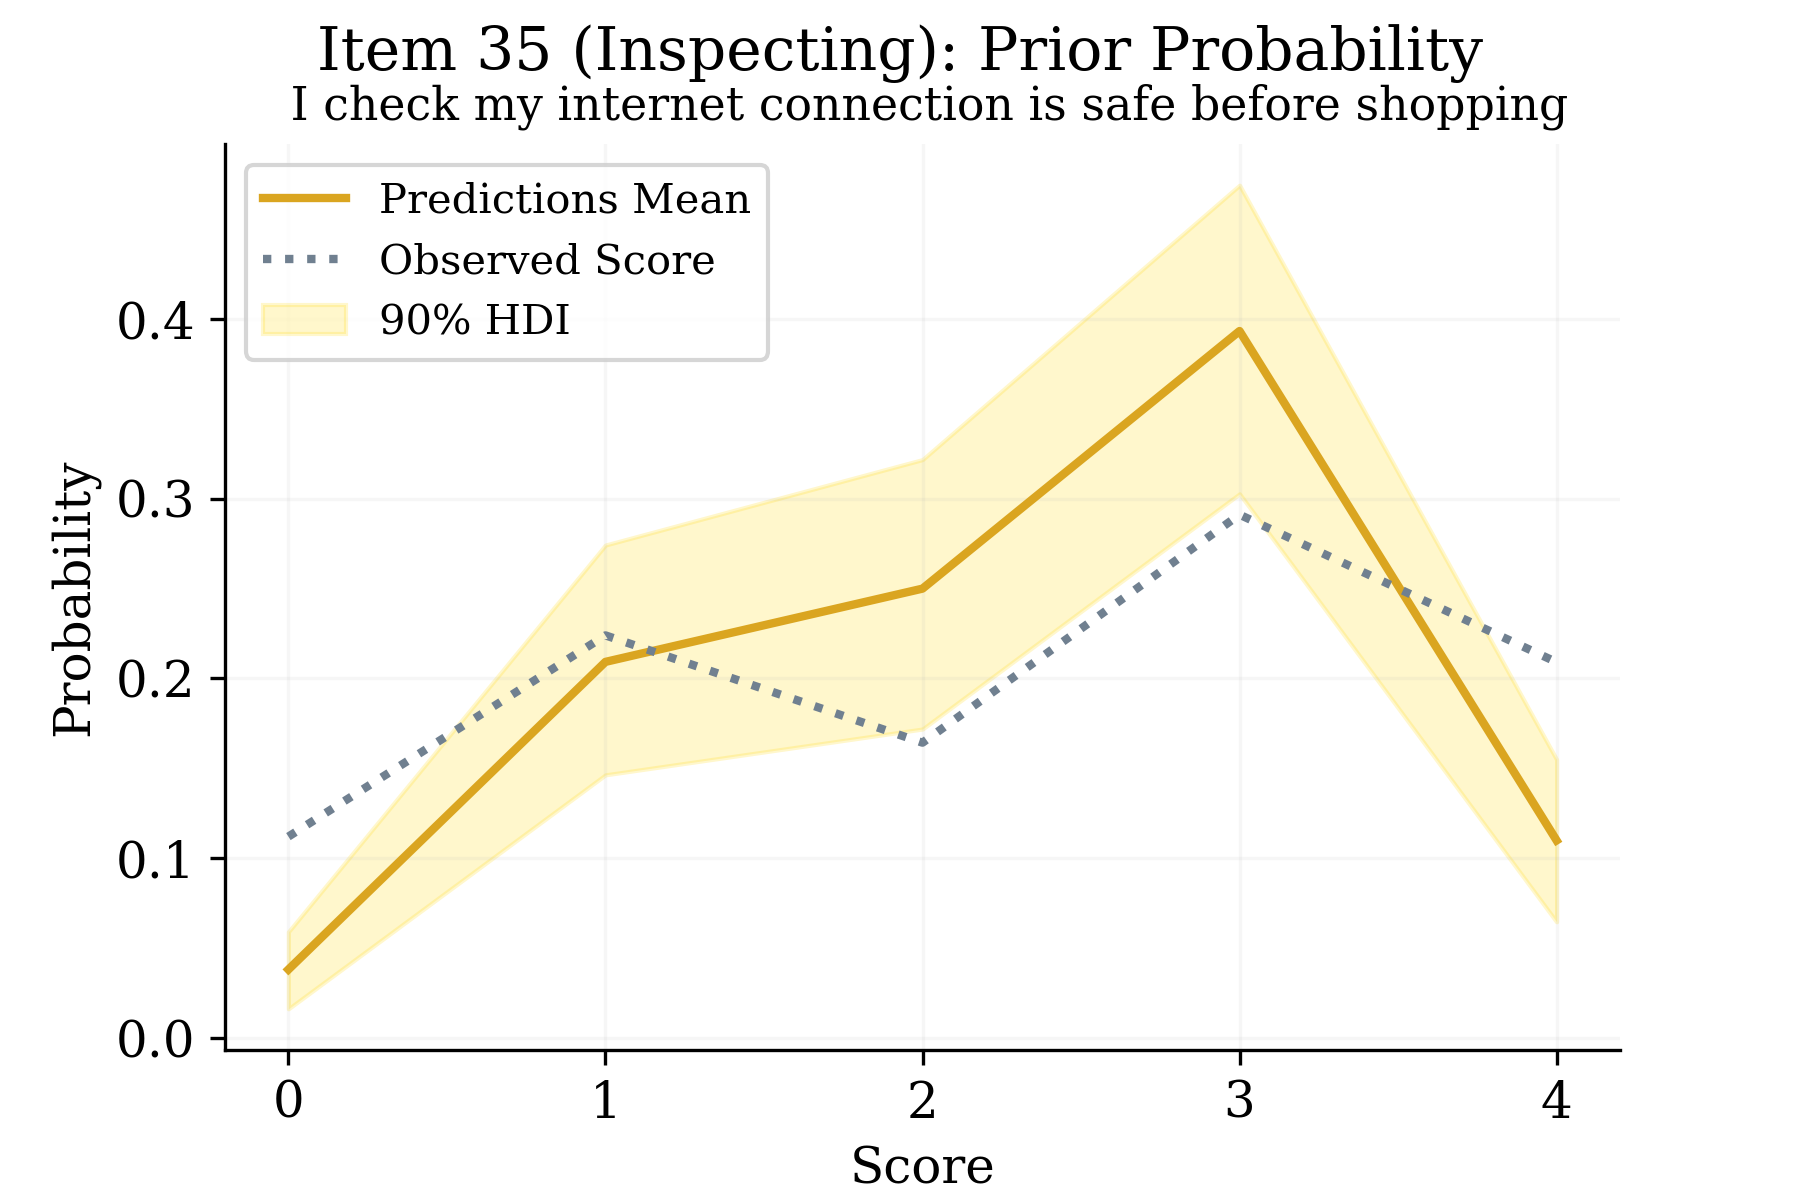 Item 35 (Inspecting): Prior Probability
I check my internet connection is safe before shopping
Predictions Mean
Observed Score
90% HDI
Probability
0.4
0.3
0.2
0.1
0.0
0 1 2 3 4
Score